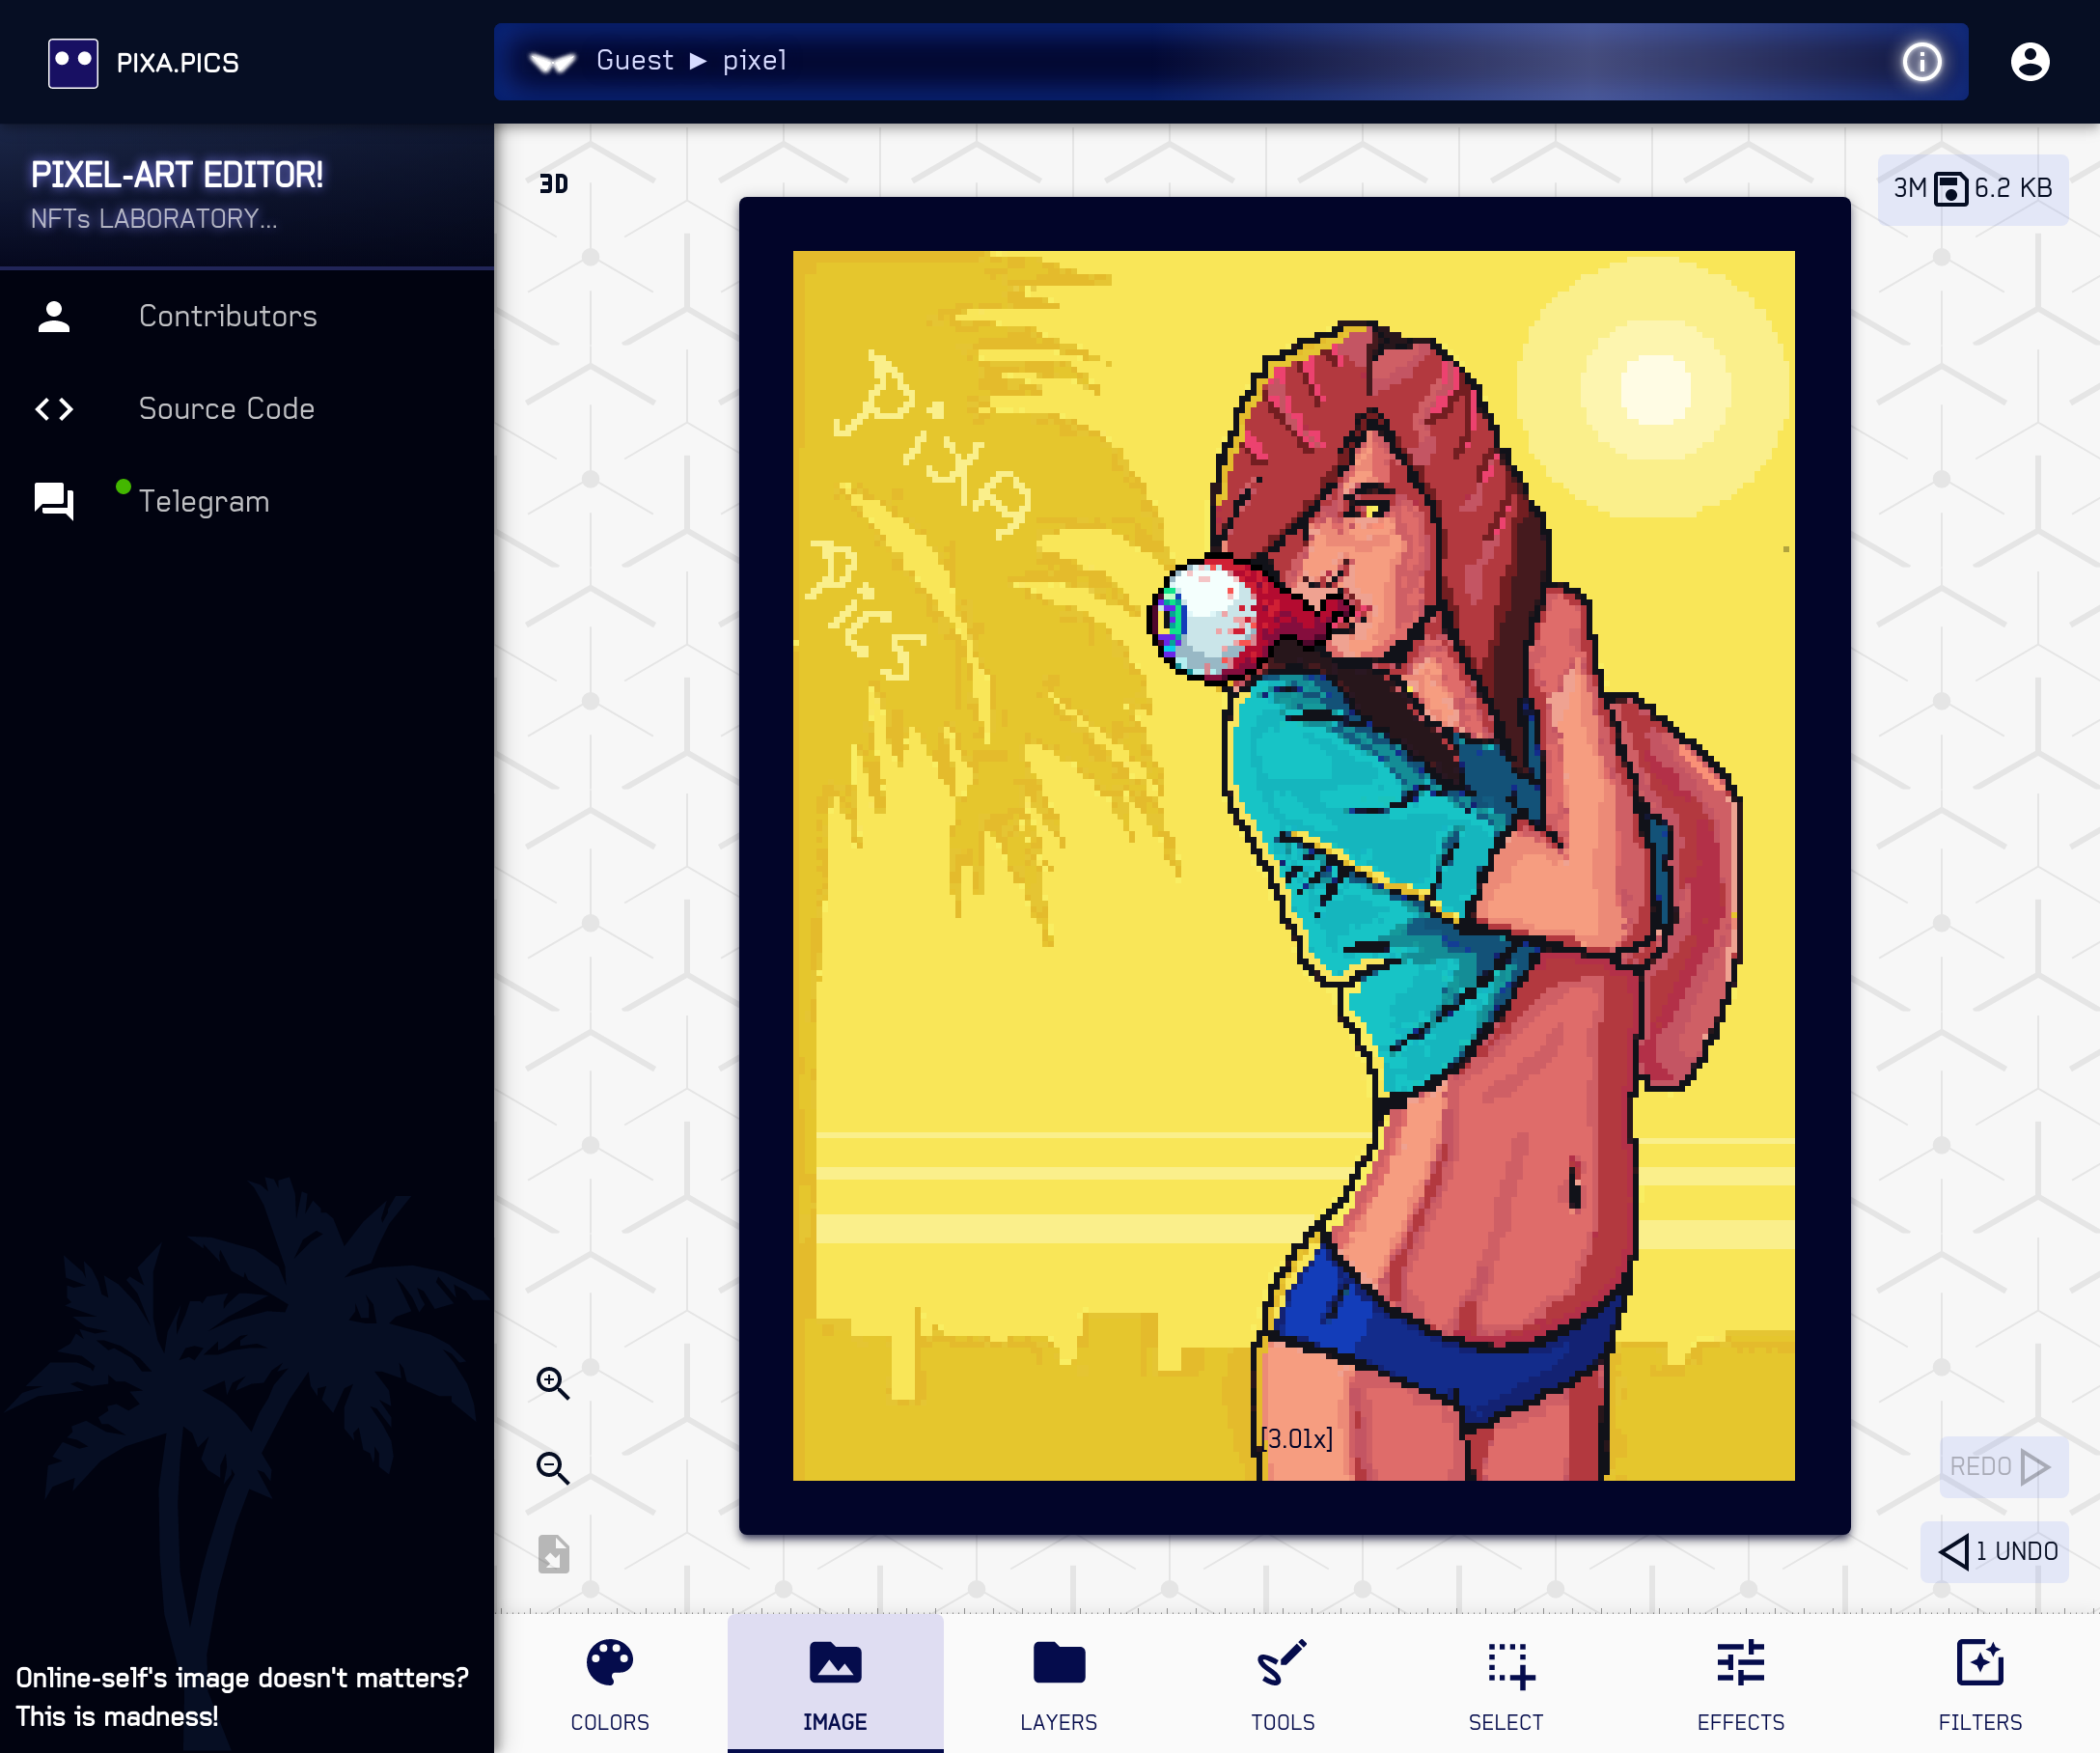 PIXA.PICS
Guest ► pixel
PIXEL-ART EDITOR!
NFTs LABORATORY...
Contributors
Source Code
Telegram
Online-self's image doesn't matters?
This is madness!
3D
3M 6.2 KB
Pixa
Pics
[3.01x]
REDO
1 UNDO
COLORS
IMAGE
LAYERS
TOOLS
SELECT
EFFECTS
FILTERS